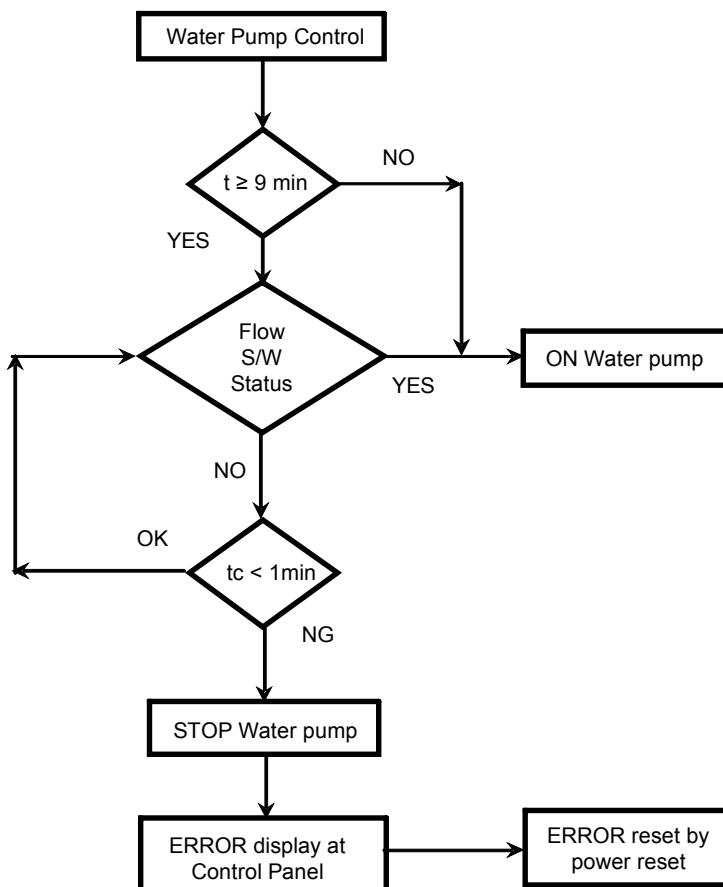 Water Pump Control
t ≥ 9 min
NO
YES
Flow
S/W
Status
YES
ON Water pump
NO
OK
tc < 1min
NG
STOP Water pump
ERROR display at
Control Panel
ERROR reset by
power reset